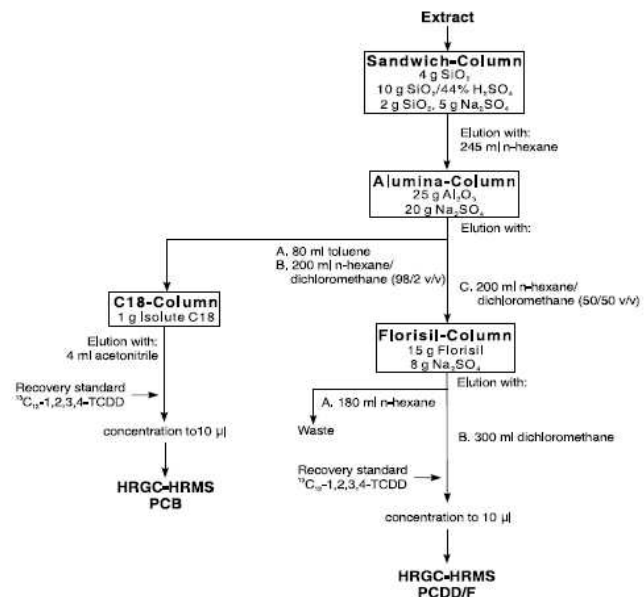 Extract
Sandwich-Column
4 g SiO₂
10 g SiO₂/44% H₂SO₄
2 g SiO₂, 5 g Na₂SO₄
Elution with:
245 ml n-hexane
Alumina-Column
25 g Al₂O₃
20 g Na₂SO₄
Elution with:
A. 80 ml toluene
B. 200 ml n-hexane/
dichloromethane (98/2 v/v)
C. 200 ml n-hexane/
dichloromethane (50/50 v/v)
C18-Column
1 g Isolute C18
Elution with:
4 ml acetonitrile
Recovery standard
¹³C₁₂-1,2,3,4-TCDD
concentration to10 µl
HRGC-HRMS
PCB
Florisil-Column
15 g Florisil
8 g Na₂SO₄
Elution with:
A. 180 ml n-hexane
Waste
B. 300 ml dichloromethane
Recovery standard
¹³C₁₂-1,2,3,4-TCDD
concentration to 10 µl
HRGC-HRMS
PCDD/F